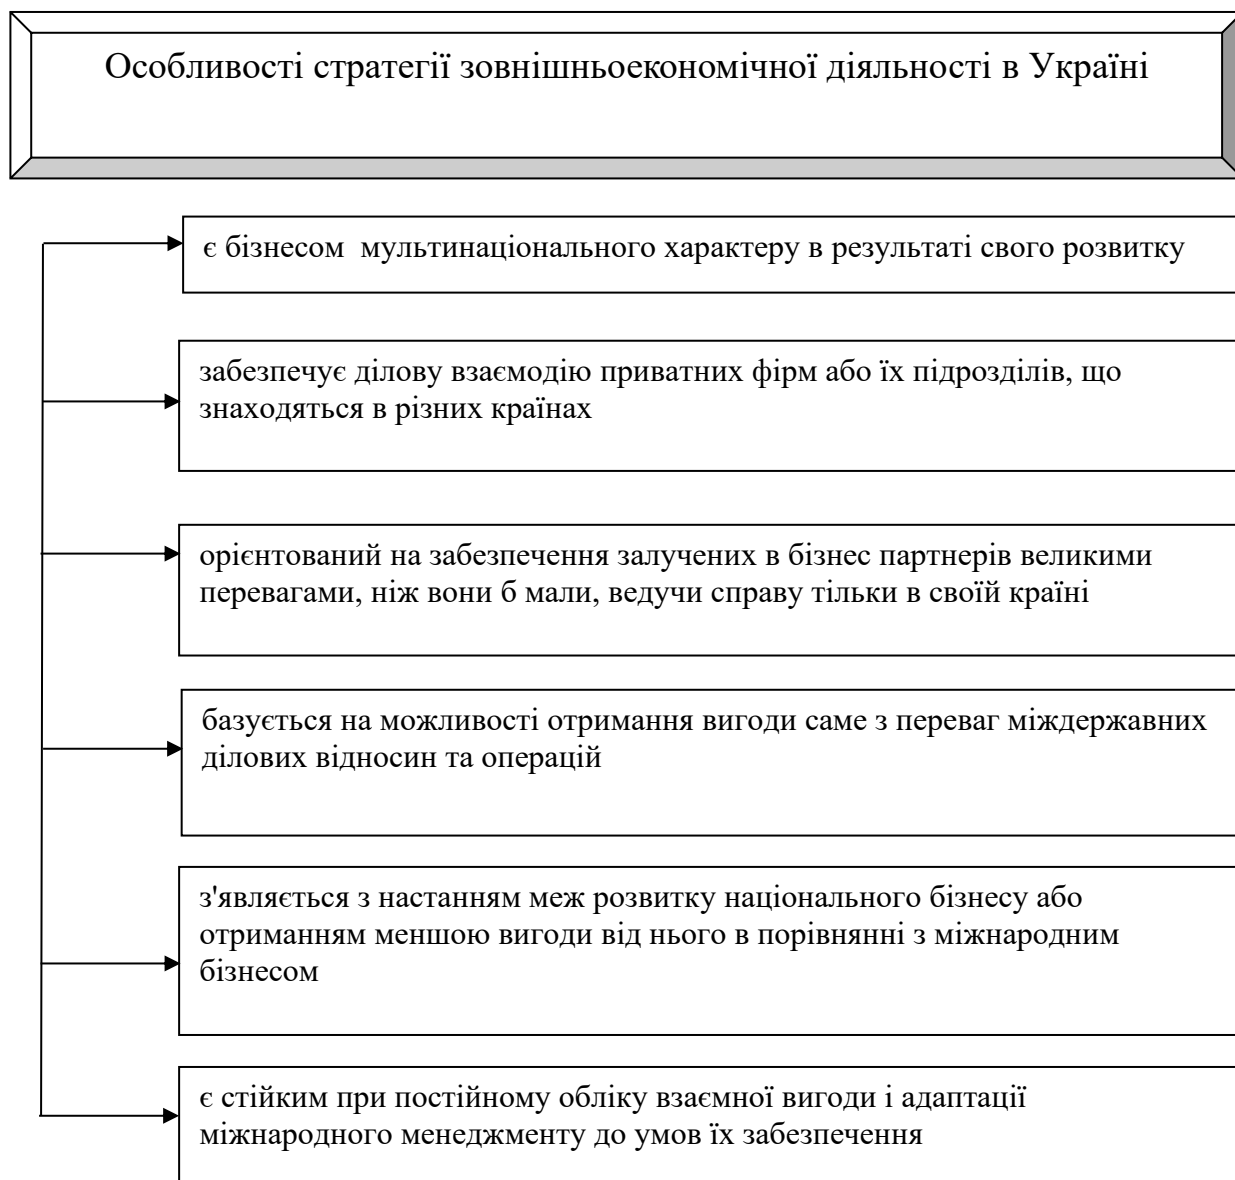 Особливості стратегії зовнішньоекономічної діяльності в Україні
є бізнесом мультинаціонального характеру в результаті свого розвитку
забезпечує ділову взаємодію приватних фірм або їх підрозділів, що
знаходяться в різних країнах
орієнтований на забезпечення залучених в бізнес партнерів великими
перевагами, ніж вони б мали, ведучи справу тільки в своїй країні
базується на можливості отримання вигоди саме з переваг міждержавних
ділових відносин та операцій
з'являється з настанням меж розвитку національного бізнесу або
отриманням меншою вигоди від нього в порівнянні з міжнародним
бізнесом
є стійким при постійному обліку взаємної вигоди і адаптації
міжнародного менеджменту до умов їх забезпечення